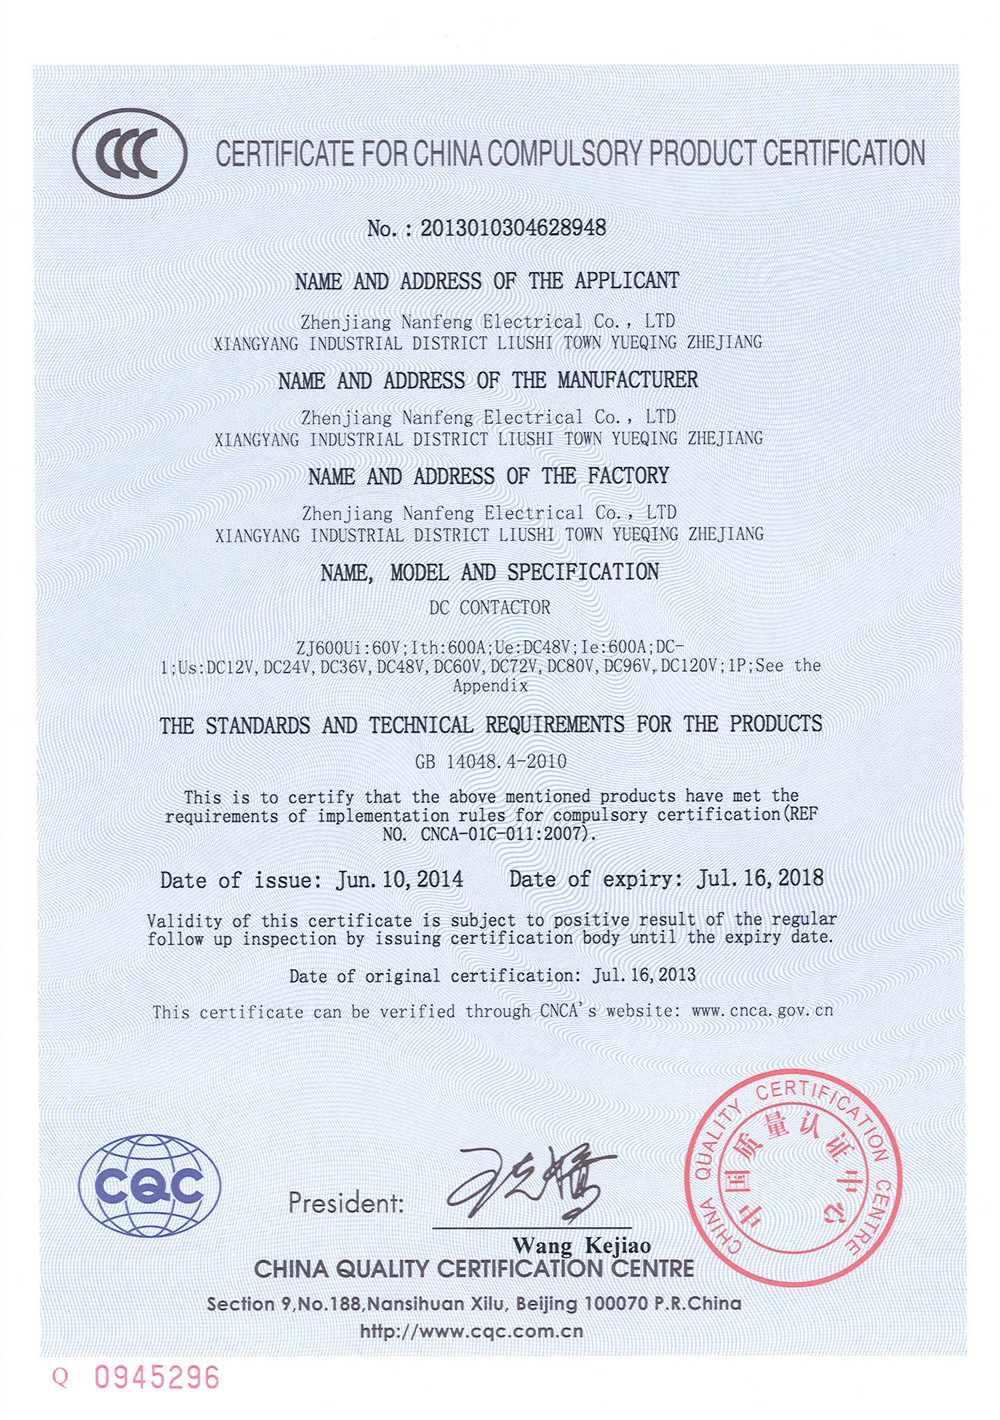 CCC
CERTIFICATE FOR CHINA COMPULSORY PRODUCT CERTIFICATION
No.: 2013010304628948
NAME AND ADDRESS OF THE APPLICANT
Zhenjiang Nanfeng Electrical Co., LTD
XIANGYANG INDUSTRIAL DISTRICT LIUSHI TOWN YUEQING ZHEJIANG
NAME AND ADDRESS OF THE MANUFACTURER
Zhenjiang Nanfeng Electrical Co., LTD
XIANGYANG INDUSTRIAL DISTRICT LIUSHI TOWN YUEQING ZHEJIANG
NAME AND ADDRESS OF THE FACTORY
Zhenjiang Nanfeng Electrical Co., LTD
XIANGYANG INDUSTRIAL DISTRICT LIUSHI TOWN YUEQING ZHEJIANG
NAME, MODEL AND SPECIFICATION
DC CONTACTOR
ZJ600Ui:60V;Ith:600A;Ue:DC48V;Ie:600A;DC-
1;Us:DC12V,DC24V,DC36V,DC48V,DC60V,DC72V,DC80V,DC96V,DC120V;1P;See the
Appendix
THE STANDARDS AND TECHNICAL REQUIREMENTS FOR THE PRODUCTS
GB 14048.4-2010
This is to certify that the above mentioned products have met the
requirements of implementation rules for compulsory certification(REF
NO. CNCA-01C-011:2007).
Date of issue: Jun.10,2014 Date of expiry: Jul.16,2018
Validity of this certificate is subject to positive result of the regular
follow up inspection by issuing certification body until the expiry date.
Date of original certification: Jul.16,2013
This certificate can be verified through CNCA's website: www.cnca.gov.cn
CQC
President:
王克娇
Wang Kejiao
CHINA QUALITY CERTIFICATION CENTRE
中国质量认证中心
CHINA QUALITY CERTIFICATION CENTRE
Section 9,No.188,Nansihuan Xilu, Beijing 100070 P.R.China
http://www.cqc.com.cn
Q 0945296